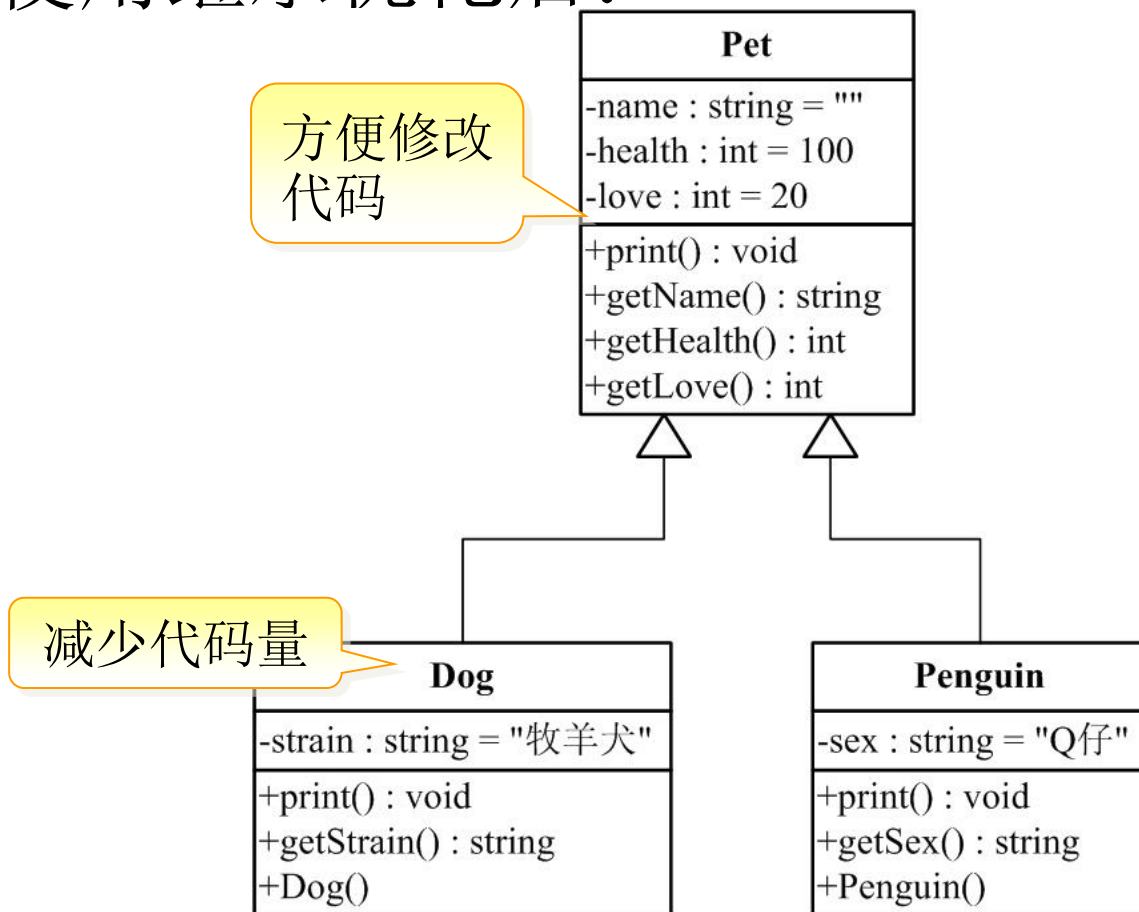 Pet
-name : string = ""
-health : int = 100
-love : int = 20
+print() : void
+getName() : string
+getHealth() : int
+getLove() : int
方便修改
代码
减少代码量
Dog
-strain : string = "牧羊犬"
+print() : void
+getStrain() : string
+Dog()
Penguin
-sex : string = "Q仔"
+print() : void
+getSex() : string
+Penguin()